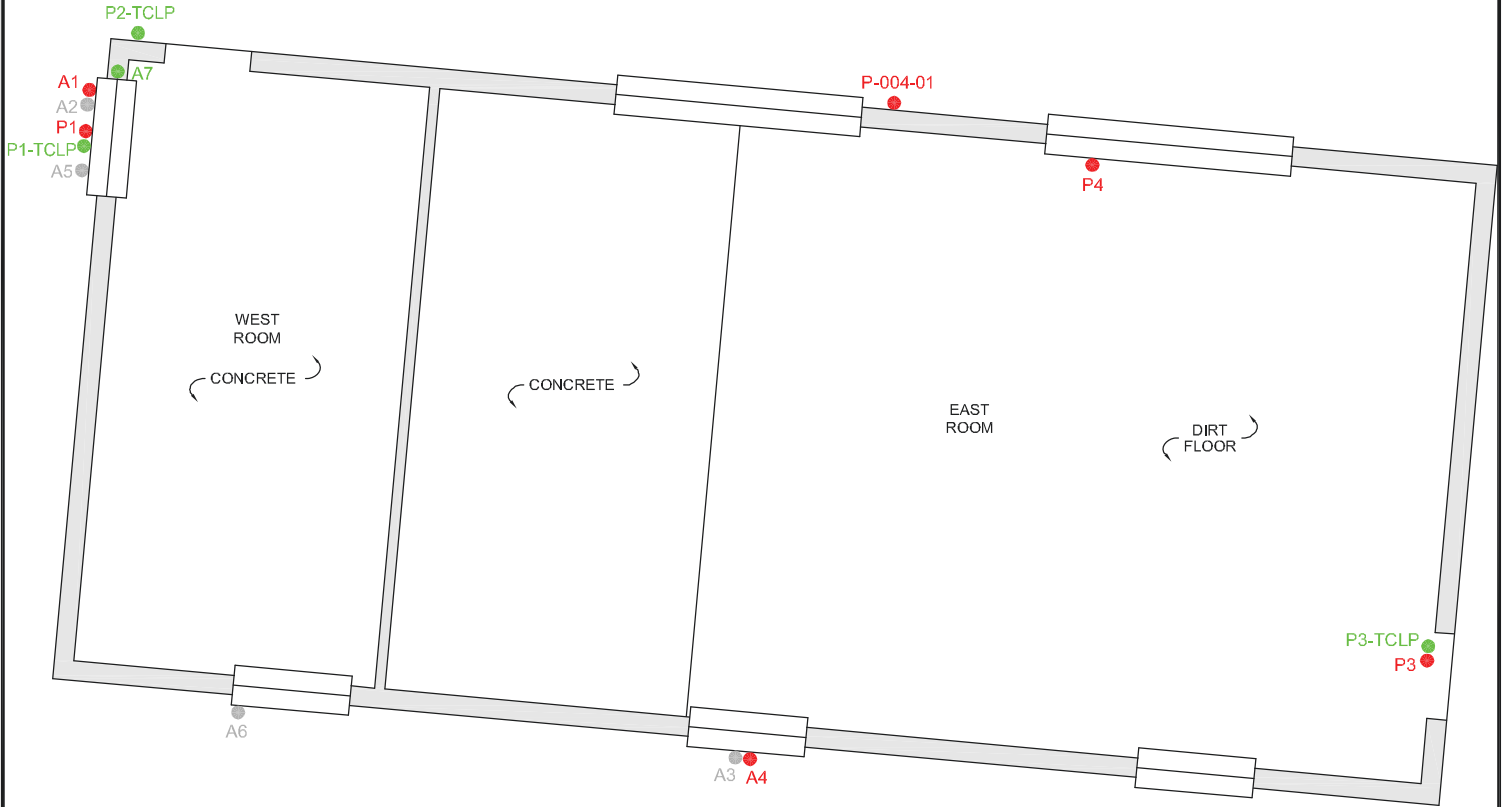 P2-TCLP
A7
A1
A2
P1
P1-TCLP
A5
P-004-01
P4
WEST
ROOM
CONCRETE
CONCRETE
EAST
ROOM
DIRT
FLOOR
P3-TCLP
P3
A6
A3
A4